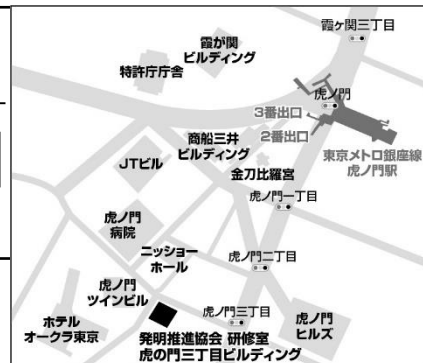 霞ヶ関三丁目
霞が関
ビルディング
特許庁庁舎
虎ノ門
3番出口
2番出口
商船三井
ビルディング
東京メトロ銀座線
虎ノ門駅
JTビル
金刀比羅宮
虎ノ門一丁目
虎ノ門
病院
ニッショー
ホール
虎ノ門二丁目
虎ノ門
ツインビル
虎ノ門三丁目
虎ノ門
ヒルズ
ホテル
オークラ東京
発明推進協会 研修室
虎の門三丁目ビルディング